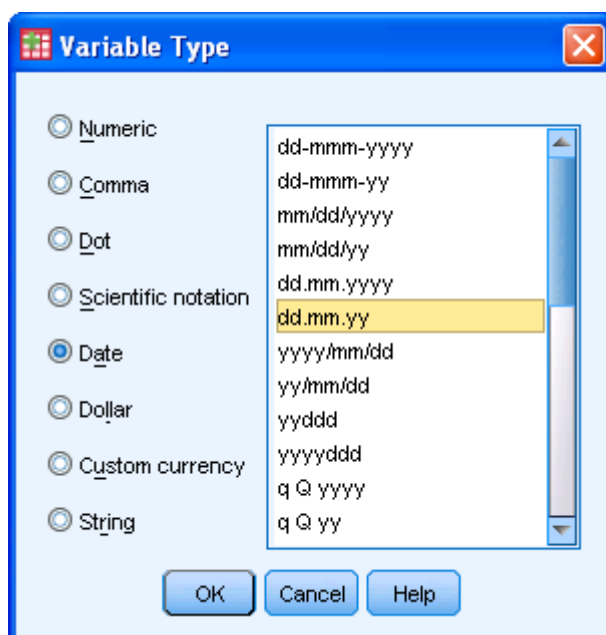 Variable Type
Numeric
Comma
Dot
Scientific notation
Date
Dollar
Custom currency
String
dd-mmm-yyyy
dd-mmm-yy
mm/dd/yyyy
mm/dd/yy
dd.mm.yyyy
dd.mm.yy
yyyy/mm/dd
yy/mm/dd
yyddd
yyyyddd
q Q yyyy
q Q yy
OK Cancel Help